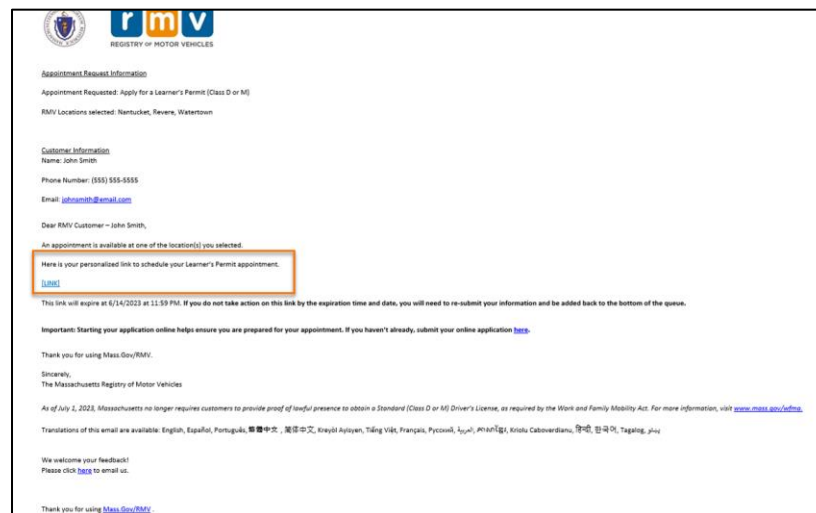 rmv
REGISTRY OF MOTOR VEHICLES
Appointment Request Information
Appointment Requested: Apply for a Learner's Permit (Class D or M)
RMV Locations selected: Nantucket, Revere, Watertown
Customer Information
Name: John Smith
Phone Number: (555) 555-5555
Email: johnsmith@email.com
Dear RMV Customer – John Smith,
An appointment is available at one of the location(s) you selected.
Here is your personalized link to schedule your Learner's Permit appointment.
[LINK]
This link will expire at 6/14/2023 at 11:59 PM. If you do not take action on this link by the expiration time and date, you will need to re-submit your information and be added back to the bottom of the queue.
Important: Starting your application online helps ensure you are prepared for your appointment. If you haven't already, submit your online application here.
Thank you for using Mass.Gov/RMV.
Sincerely,
The Massachusetts Registry of Motor Vehicles
As of July 1, 2023, Massachusetts no longer requires customers to provide proof of lawful presence to obtain a Standard (Class D or M) Driver's License, as required by the Work and Family Mobility Act. For more information, visit www.mass.gov/wfma.
Translations of this email are available: English, Español, Português, 繁體中文, 简体中文, Kreyòl Ayisyen, Tiếng Việt, Français, Русский, العربية, Kriolu Caboverdianu, हिन्दी, 한국어, Tagalog, پښتو
We welcome your feedback!
Please click here to email us.
Thank you for using Mass.Gov/RMV .